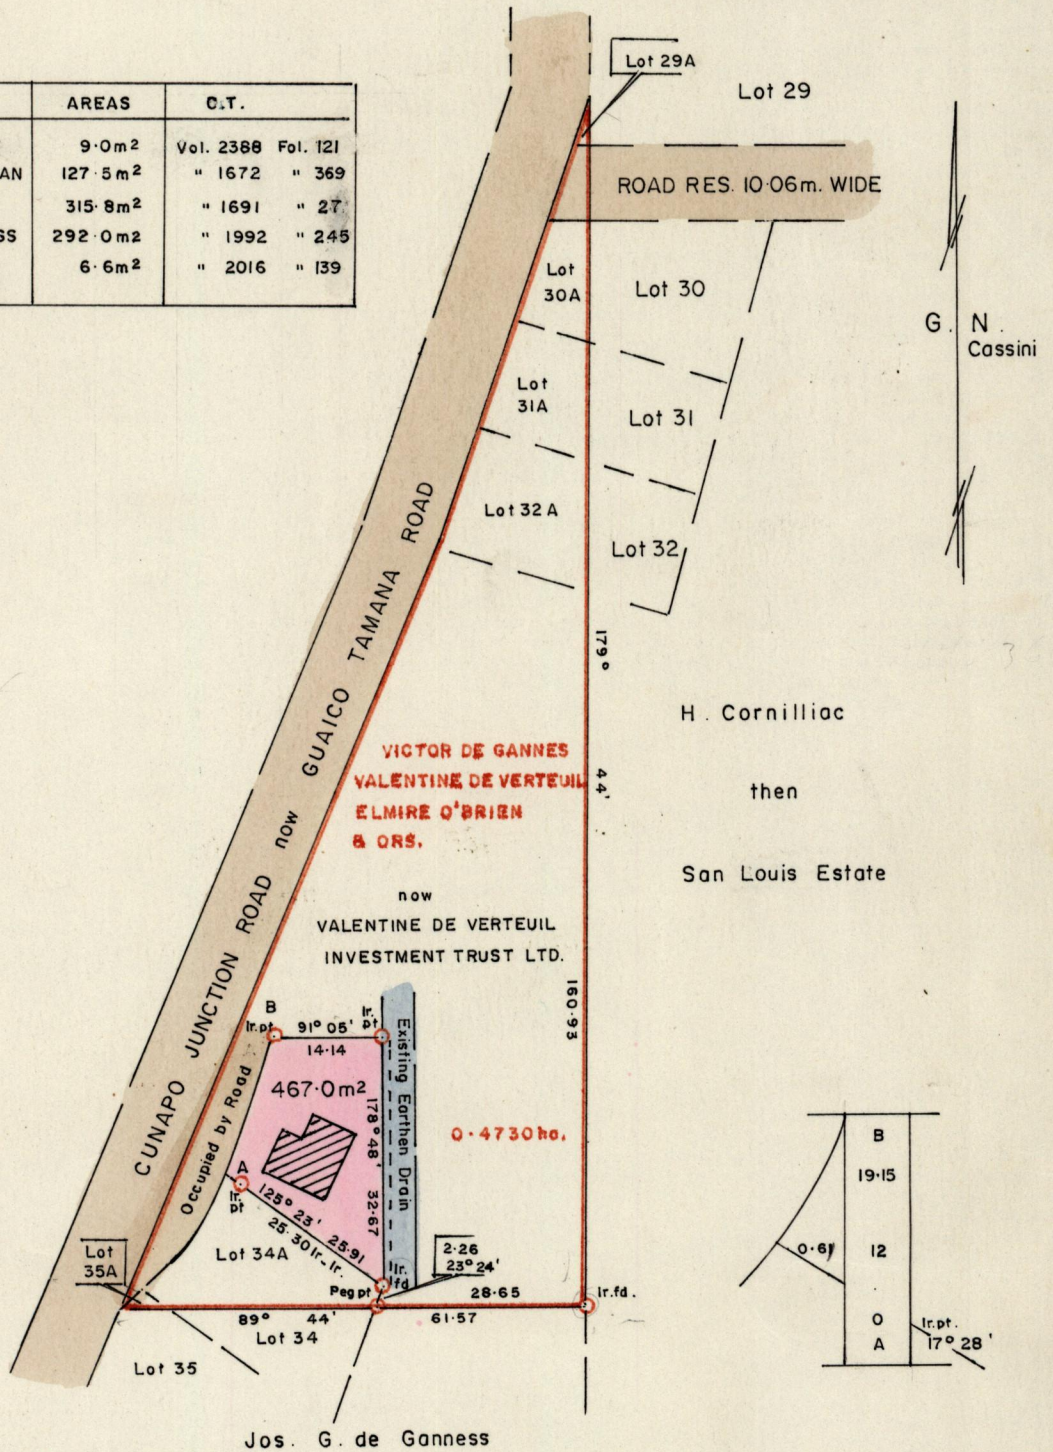 AREAS C.T.
9·0m2 Vol. 2388 Fol. 121
AN 127·5m2 " 1672 " 369
315·8m2 " 1691 " 27
SS 292·0m2 " 1992 " 245
6·6m2 " 2016 " 139
Lot 29A
Lot 29
ROAD RES. 10·06m. WIDE
Lot
30A
Lot 30
G. N.
Cassini
Lot
31A
Lot 31
Lot 32A
Lot 32
CUNAPO JUNCTION ROAD now GUAICO TAMANA ROAD
179° 44'
160·93
H. Cornilliac
then
San Louis Estate
VICTOR DE GANNES
VALENTINE DE VERTEUIL
ELMIRE O'BRIEN
& ORS.
now
VALENTINE DE VERTEUIL
INVESTMENT TRUST LTD.
B
Ir.pt
91° 05'
14·14
Ir.
pt
Existing Earthen Drain
467·0m2
178° 48'
32·67
0·4730ha.
Occupied by Road
A
Ir.
pt
125° 23'
25·91
25·30 Ir-Ir.
Lot 34A
Lot
35A
Ir.
fd
Peg pt
2·26
23° 24'
28·65
Ir.fd.
89° 44'
61·57
Lot 34
Lot 35
Jos. G. de Ganness
B
19·15
0·61
12
O
A
Ir.pt.
17° 28'